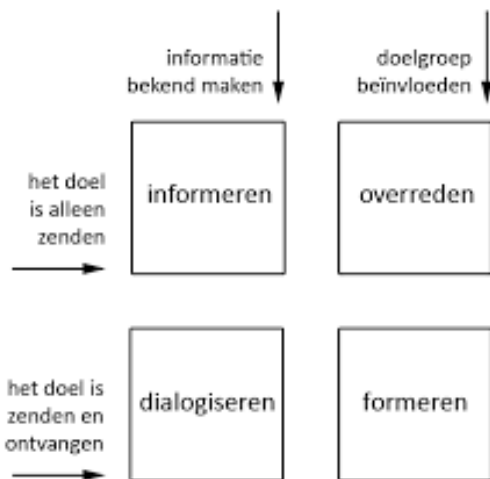 informatie
bekend maken
doelgroep
beïnvloeden
het doel
is alleen
zenden
informeren
overreden
het doel is
zenden en
ontvangen
dialogiseren
formeren